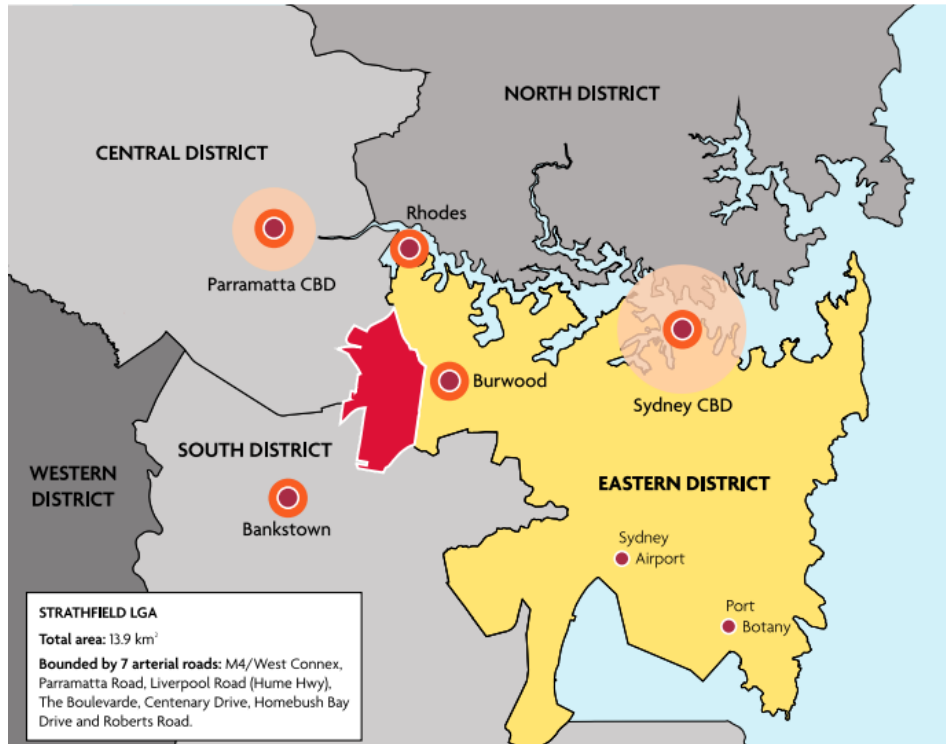 NORTH DISTRICT
CENTRAL DISTRICT
Rhodes
Parramatta CBD
Burwood
Sydney CBD
SOUTH DISTRICT
WESTERN
DISTRICT
EASTERN DISTRICT
Bankstown
Sydney
Airport
Port
Botany
STRATHFIELD LGA
Total area: 13.9 km²
Bounded by 7 arterial roads: M4/West Connex,
Parramatta Road, Liverpool Road (Hume Hwy),
The Boulevarde, Centenary Drive, Homebush Bay
Drive and Roberts Road.